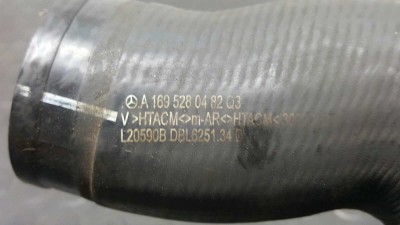 A 169 528 04 82 Q3
V >HTACM<>m-AR<>HTACM<
L20590B DBL6251.34